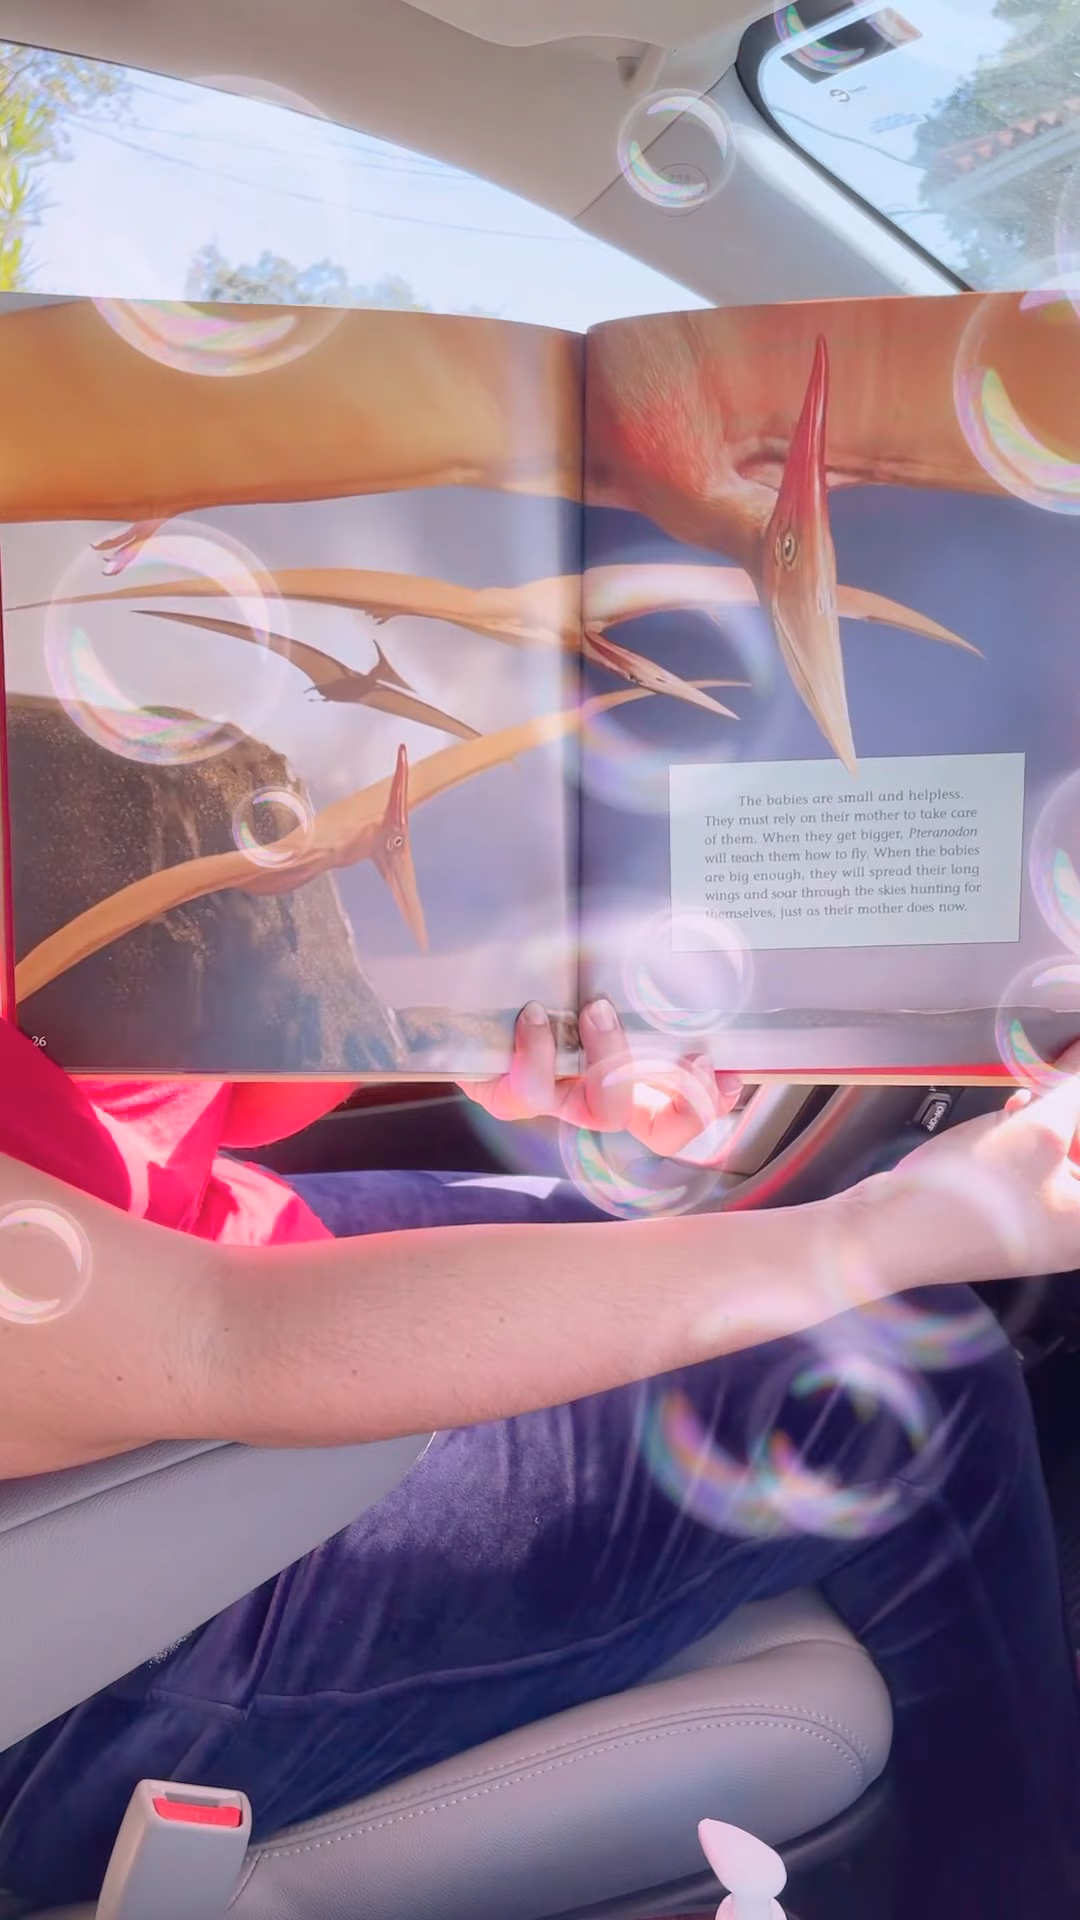 The babies are small and helpless.
They must rely on their mother to take care
of them. When they get bigger, Pteranodon
will teach them how to fly. When the babies
are big enough, they will spread their long
wings and soar through the skies hunting for
themselves, just as their mother does now.
26